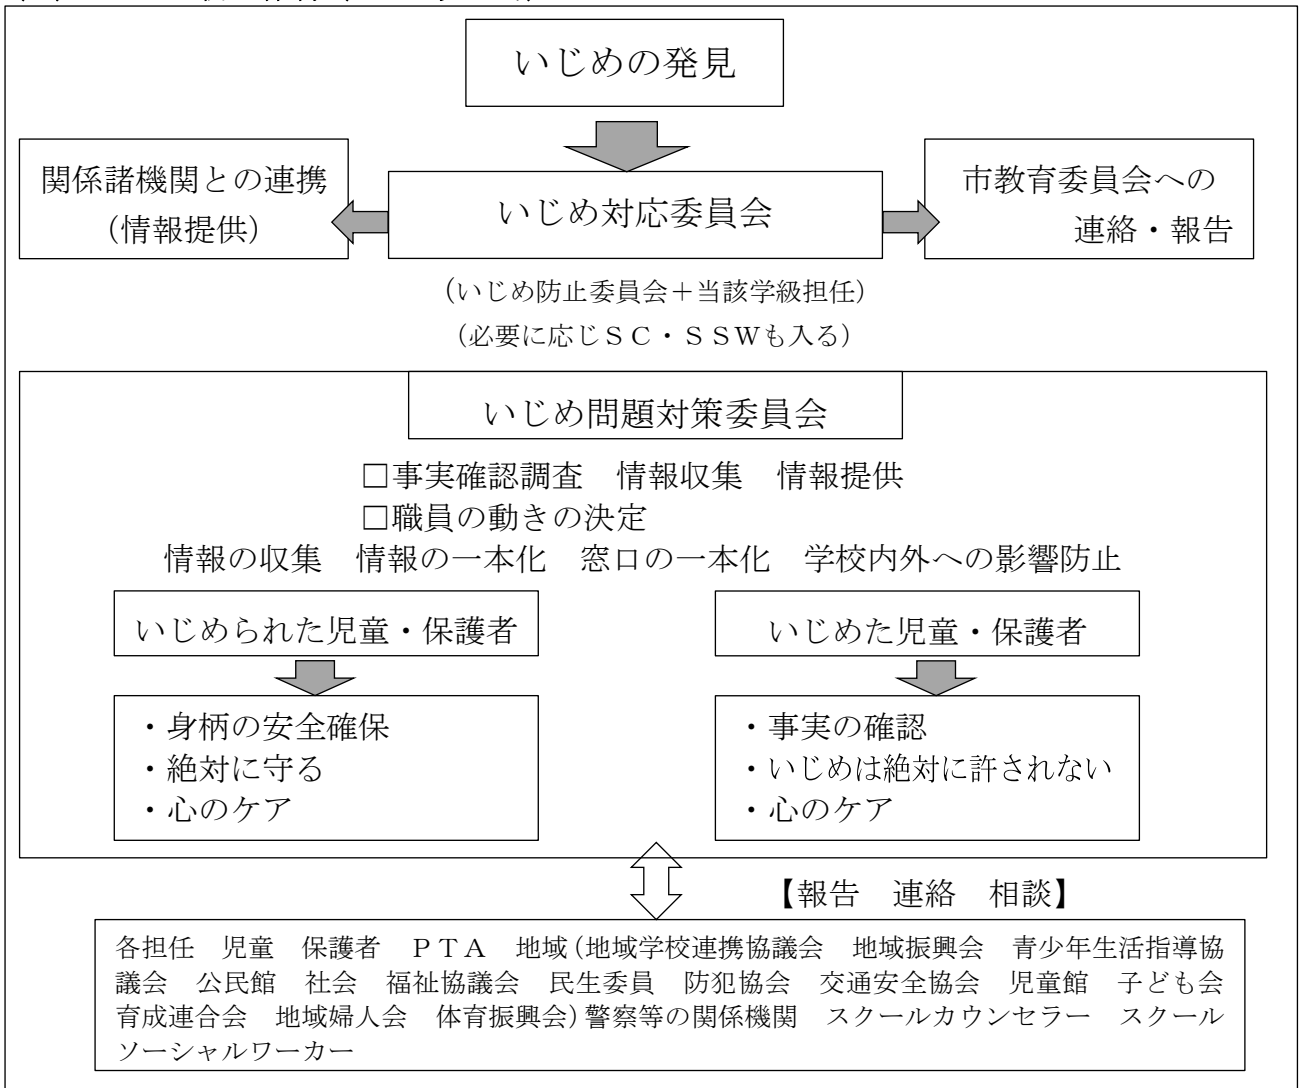 いじめの発見
関係諸機関との連携
(情報提供)
いじめ対応委員会
市教育委員会への
連絡・報告
(いじめ防止委員会＋当該学級担任)
(必要に応じＳＣ・ＳＳＷも入る)
いじめ問題対策委員会
□事実確認調査　情報収集　情報提供
□職員の動きの決定
情報の収集　情報の一本化　窓口の一本化　学校内外への影響防止
いじめられた児童・保護者
・身柄の安全確保
・絶対に守る
・心のケア
いじめた児童・保護者
・事実の確認
・いじめは絶対に許されない
・心のケア
【報告　連絡　相談】
各担任　児童　保護者　ＰＴＡ　地域(地域学校連携協議会　地域振興会　青少年生活指導協
議会　公民館　社会　福祉協議会　民生委員　防犯協会　交通安全協会　児童館　子ども会
育成連合会　地域婦人会　体育振興会)警察等の関係機関　スクールカウンセラー　スクール
ソーシャルワーカー